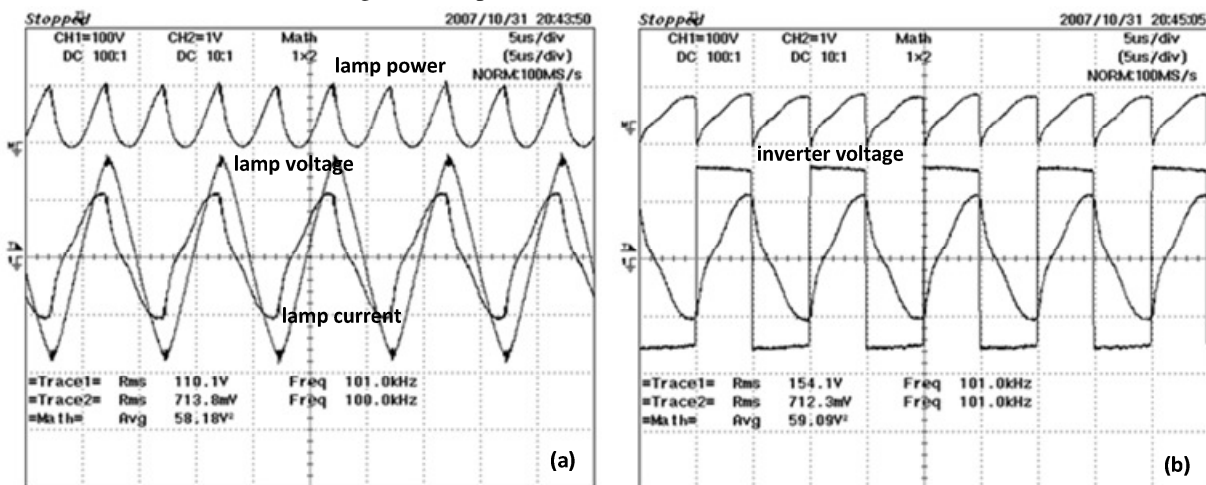 Stopped 2007/10/31 20:43:50
CH1=100V CH2=1V Math 5us/div
DC 100:1 DC 10:1 1×2 (5us/div)
NORM:100MS/s
lamp power
lamp voltage
lamp current
=Trace1= Rms 110.1V Freq 101.0kHz
=Trace2= Rms 713.8mV Freq 100.0kHz
=Math= Avg 58.18V²
(a)
Stopped 2007/10/31 20:45:05
CH1=100V CH2=1V Math 5us/div
DC 100:1 DC 10:1 1×2 (5us/div)
NORM:100MS/s
inverter voltage
=Trace1= Rms 154.1V Freq 101.0kHz
=Trace2= Rms 712.3mV Freq 101.0kHz
=Math= Avg 59.09V²
(b)